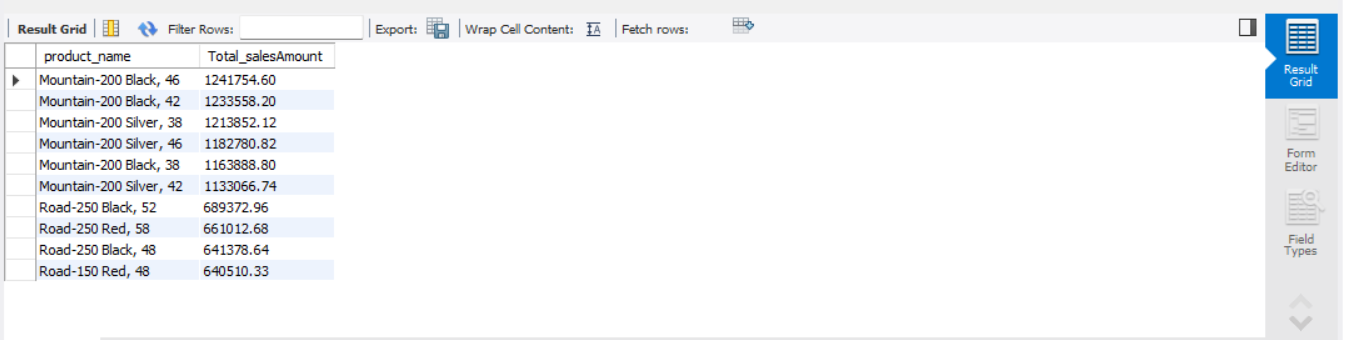 Result Grid Filter Rows: Export: Wrap Cell Content: IA Fetch rows:
product_name Total_salesAmount
Mountain-200 Black, 46 1241754.60
Mountain-200 Black, 42 1233558.20
Mountain-200 Silver, 38 1213852.12
Mountain-200 Silver, 46 1182780.82
Mountain-200 Black, 38 1163888.80
Mountain-200 Silver, 42 1133066.74
Road-250 Black, 52 689372.96
Road-250 Red, 58 661012.68
Road-250 Black, 48 641378.64
Road-150 Red, 48 640510.33
Result
Grid
Form
Editor
Field
Types